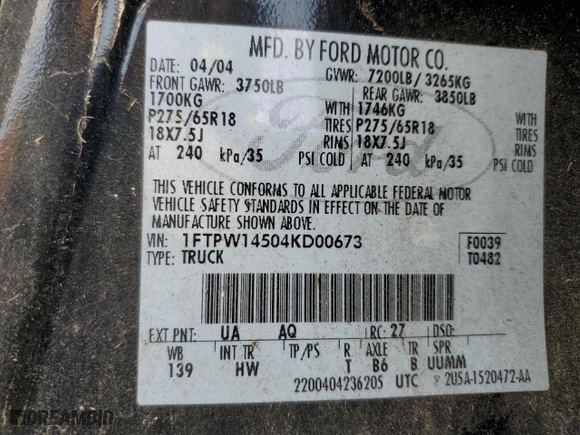 MFD. BY FORD MOTOR CO.
DATE: 04/04 GVWR: 7200LB/ 3265KG
FRONT GAWR: 3750LB REAR GAWR: 3850LB
1700KG WITH 1746KG WITH
P275/65R18 TIRES P275/65R18 TIRES
18X7.5J RIMS 18X7.5J RIMS
AT 240 kPa/35 PSI COLD AT 240 kPa/35 PSI COLD
Ford
THIS VEHICLE CONFORMS TO ALL APPLICABLE FEDERAL MOTOR
VEHICLE SAFETY STANDARDS IN EFFECT ON THE DATE OF
MANUFACTURE SHOWN ABOVE.
VIN: 1FTPW14504KD00673 F0039
TYPE: TRUCK T0482
EXT PNT: UA AQ RC: 27 DSO:
WB INT TR TP/PS R AXLE TR SPR
139 HW T B6 B UUMM
2200404236205 UTC 2U5A-1520472-AA
DREAMBID